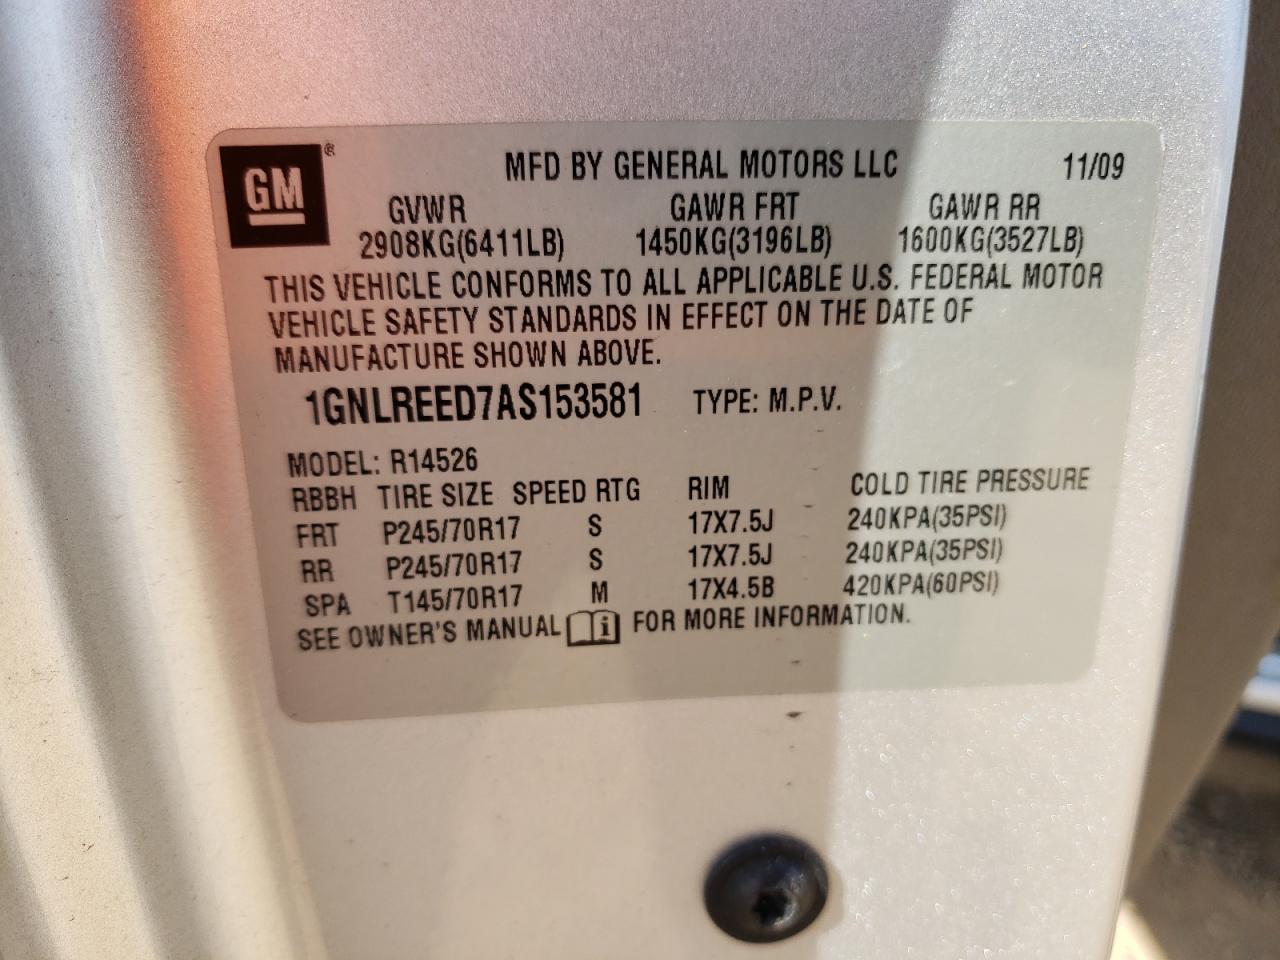 GM ® MFD BY GENERAL MOTORS LLC 11/09
GVWR GAWR FRT GAWR RR
2908KG(6411LB) 1450KG(3196LB) 1600KG(3527LB)
THIS VEHICLE CONFORMS TO ALL APPLICABLE U.S. FEDERAL MOTOR
VEHICLE SAFETY STANDARDS IN EFFECT ON THE DATE OF
MANUFACTURE SHOWN ABOVE.
1GNLREED7AS153581 TYPE: M.P.V.
MODEL: R14526
RBBH TIRE SIZE SPEED RTG RIM COLD TIRE PRESSURE
FRT P245/70R17 S 17X7.5J 240KPA(35PSI)
RR P245/70R17 S 17X7.5J 240KPA(35PSI)
SPA T145/70R17 M 17X4.5B 420KPA(60PSI)
SEE OWNER'S MANUAL i FOR MORE INFORMATION.